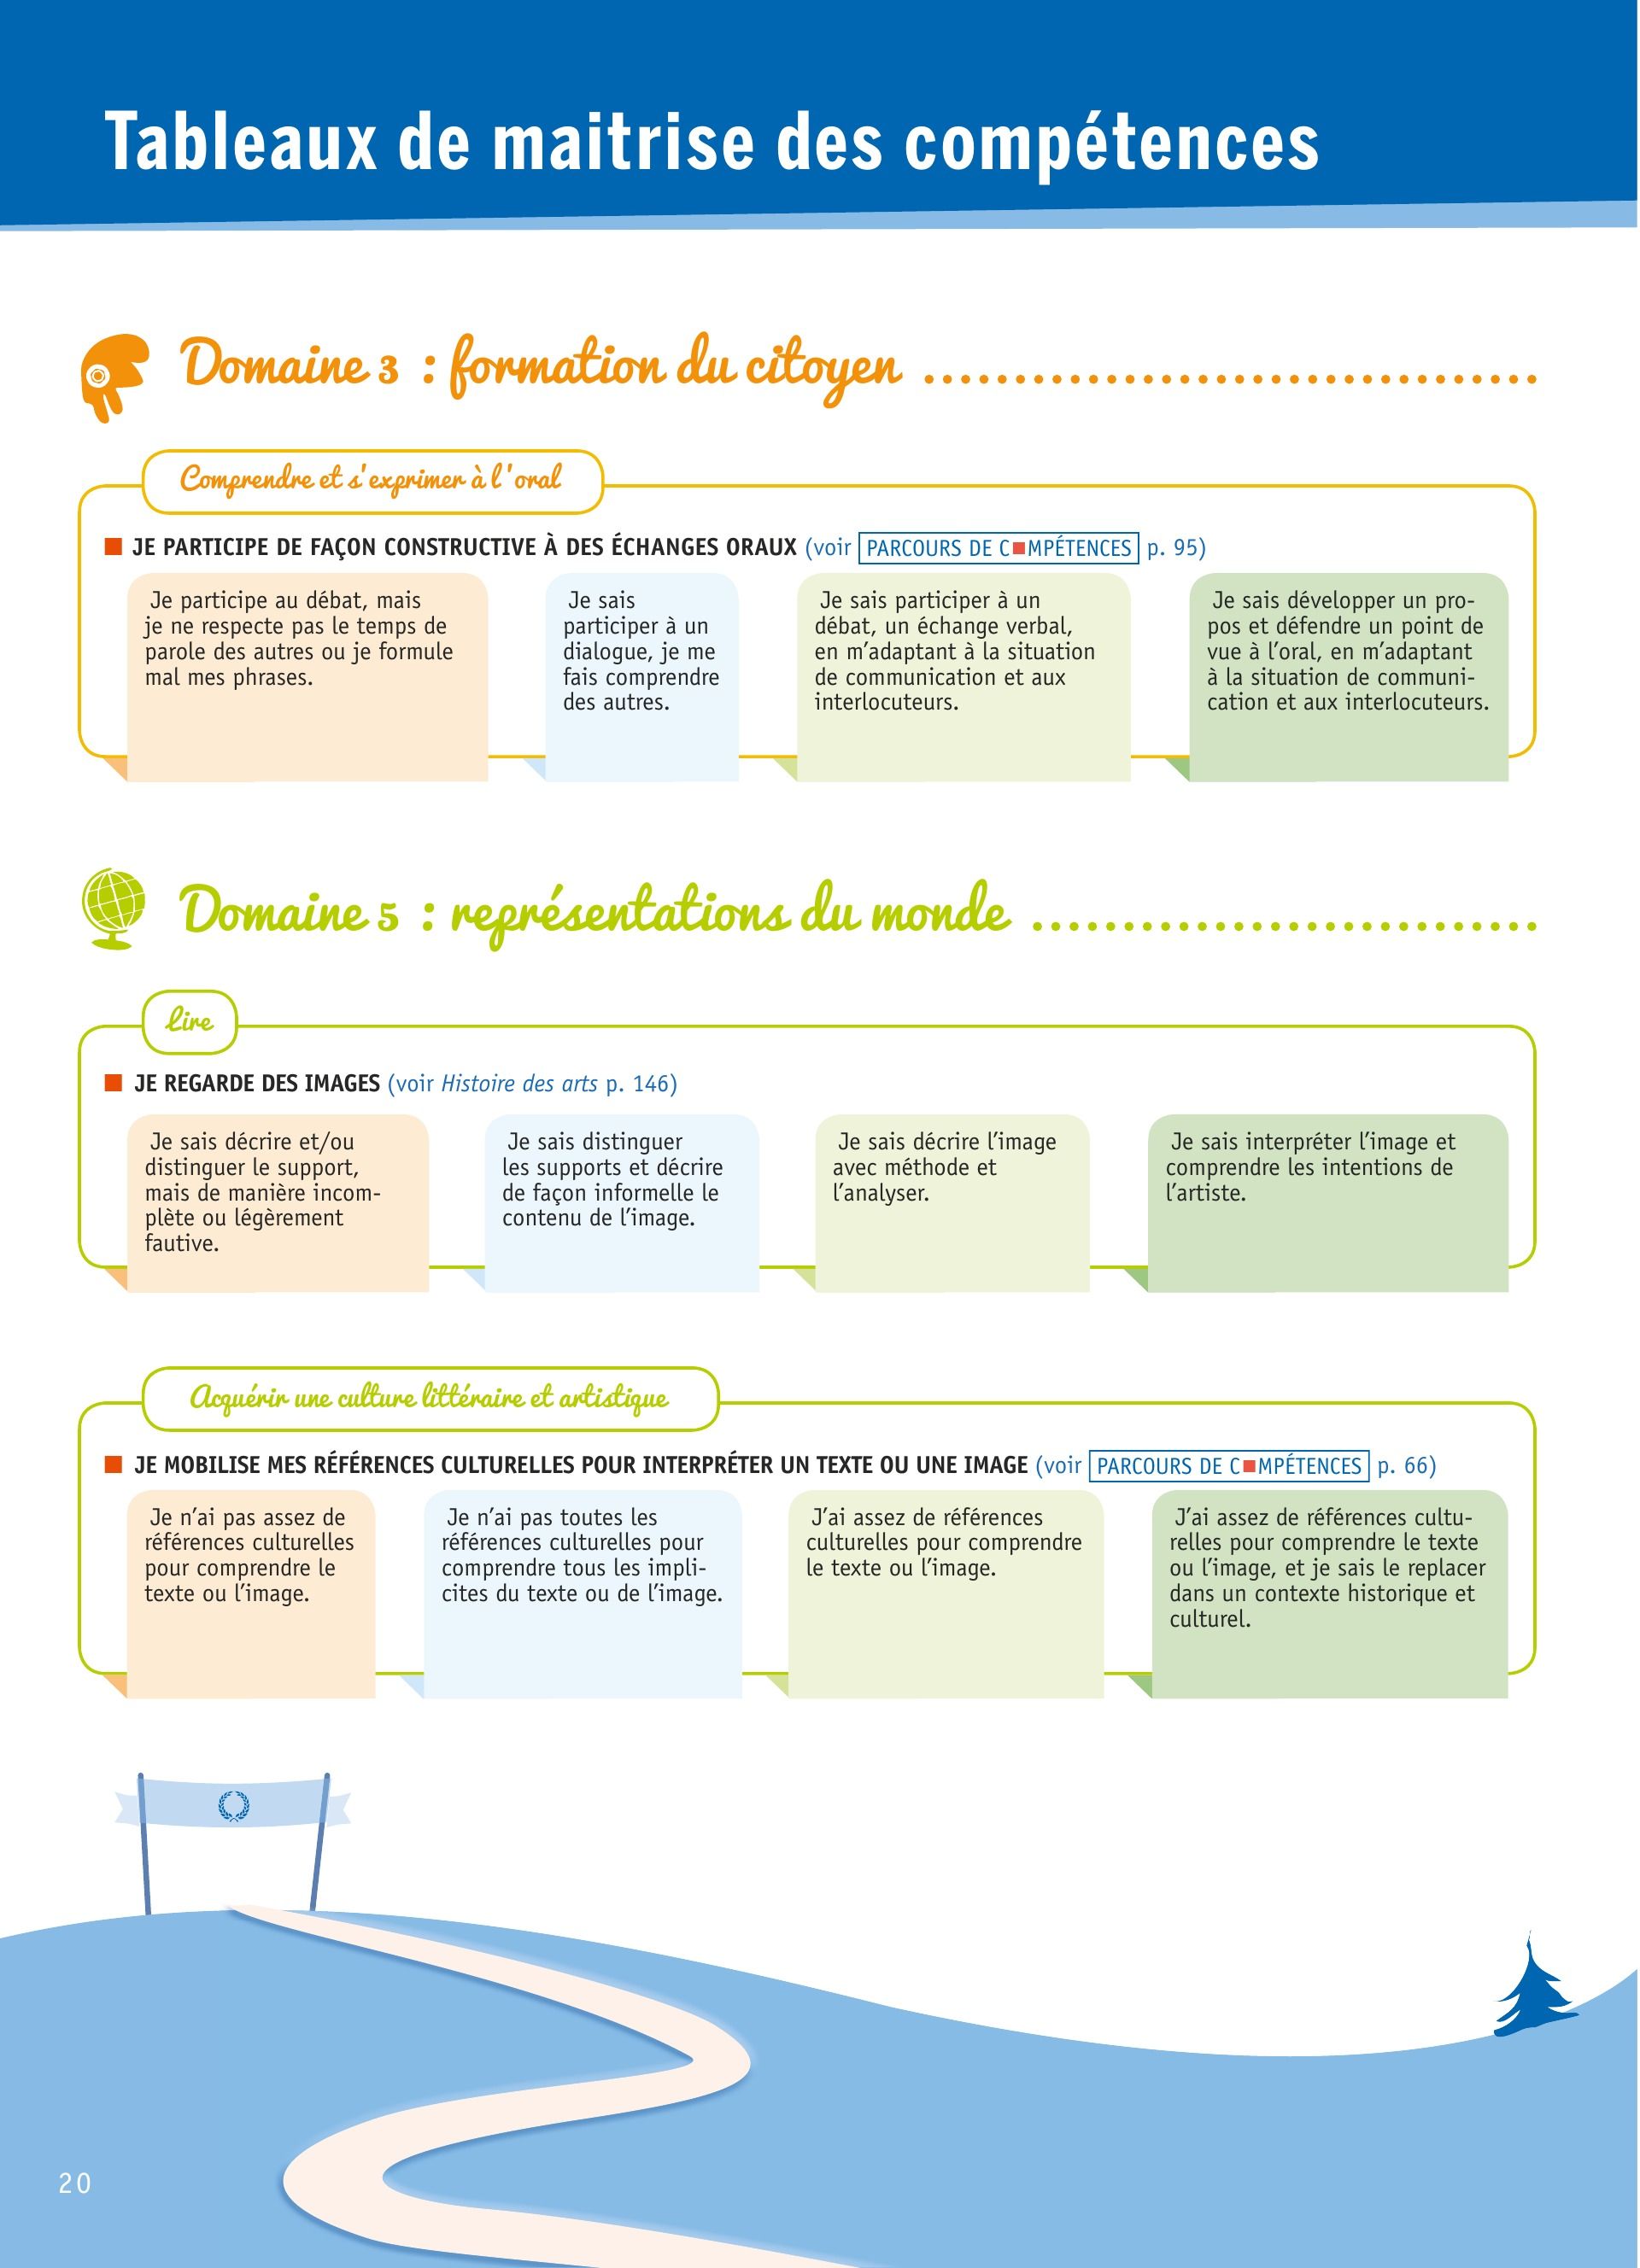 Tableaux de maitrise des compétences
Domaine 3 : formation du citoyen
Comprendre et s'exprimer à l'oral
JE PARTICIPE DE FAÇON CONSTRUCTIVE À DES ÉCHANGES ORAUX (voir PARCOURS DE C■MPÉTENCES p. 95)
Je participe au débat, mais
je ne respecte pas le temps de
parole des autres ou je formule
mal mes phrases.
Je sais
participer à un
dialogue, je me
fais comprendre
des autres.
Je sais participer à un
débat, un échange verbal,
en m'adaptant à la situation
de communication et aux
interlocuteurs.
Je sais développer un pro-
pos et défendre un point de
vue à l'oral, en m'adaptant
à la situation de communi-
cation et aux interlocuteurs.
Domaine 5 : représentations du monde
Lire
JE REGARDE DES IMAGES (voir Histoire des arts p. 146)
Je sais décrire et/ou
distinguer le support,
mais de manière incom-
plète ou légèrement
fautive.
Je sais distinguer
les supports et décrire
de façon informelle le
contenu de l'image.
Je sais décrire l'image
avec méthode et
l'analyser.
Je sais interpréter l'image et
comprendre les intentions de
l'artiste.
Acquérir une culture littéraire et artistique
JE MOBILISE MES RÉFÉRENCES CULTURELLES POUR INTERPRÉTER UN TEXTE OU UNE IMAGE (voir PARCOURS DE C■MPÉTENCES p. 66)
Je n'ai pas assez de
références culturelles
pour comprendre le
texte ou l'image.
Je n'ai pas toutes les
références culturelles pour
comprendre tous les impli-
cites du texte ou de l'image.
J'ai assez de références
culturelles pour comprendre
le texte ou l'image.
J'ai assez de références cultu-
relles pour comprendre le texte
ou l'image, et je sais le replacer
dans un contexte historique et
culturel.
20